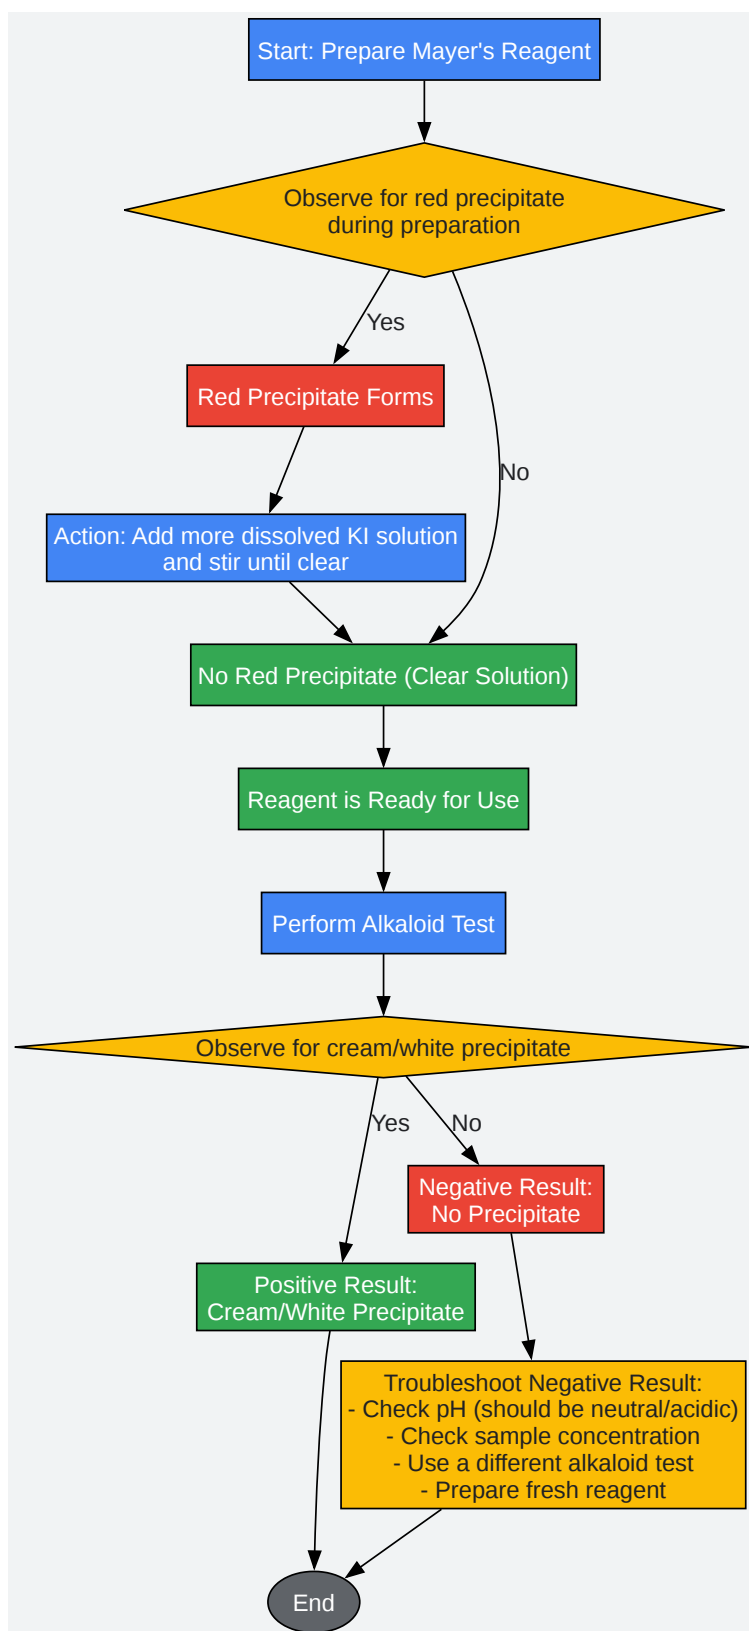 Start: Prepare Mayer's Reagent
Observe for red precipitate
during preparation
Yes
Red Precipitate Forms
No
Action: Add more dissolved KI solution
and stir until clear
No Red Precipitate (Clear Solution)
Reagent is Ready for Use
Perform Alkaloid Test
Observe for cream/white precipitate
Yes
No
Negative Result:
No Precipitate
Positive Result:
Cream/White Precipitate
Troubleshoot Negative Result:
- Check pH (should be neutral/acidic)
- Check sample concentration
- Use a different alkaloid test
- Prepare fresh reagent
End